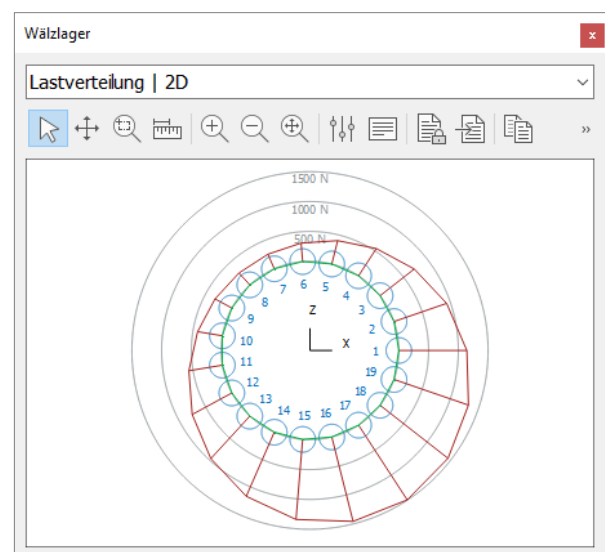 Wälzlager
x
Lastverteilung | 2D
»
1500 N
1000 N
500 N
7 6 5 4
8 3
9 Z 2
10 X 1
11 19
12 18
13 17
14 15 16